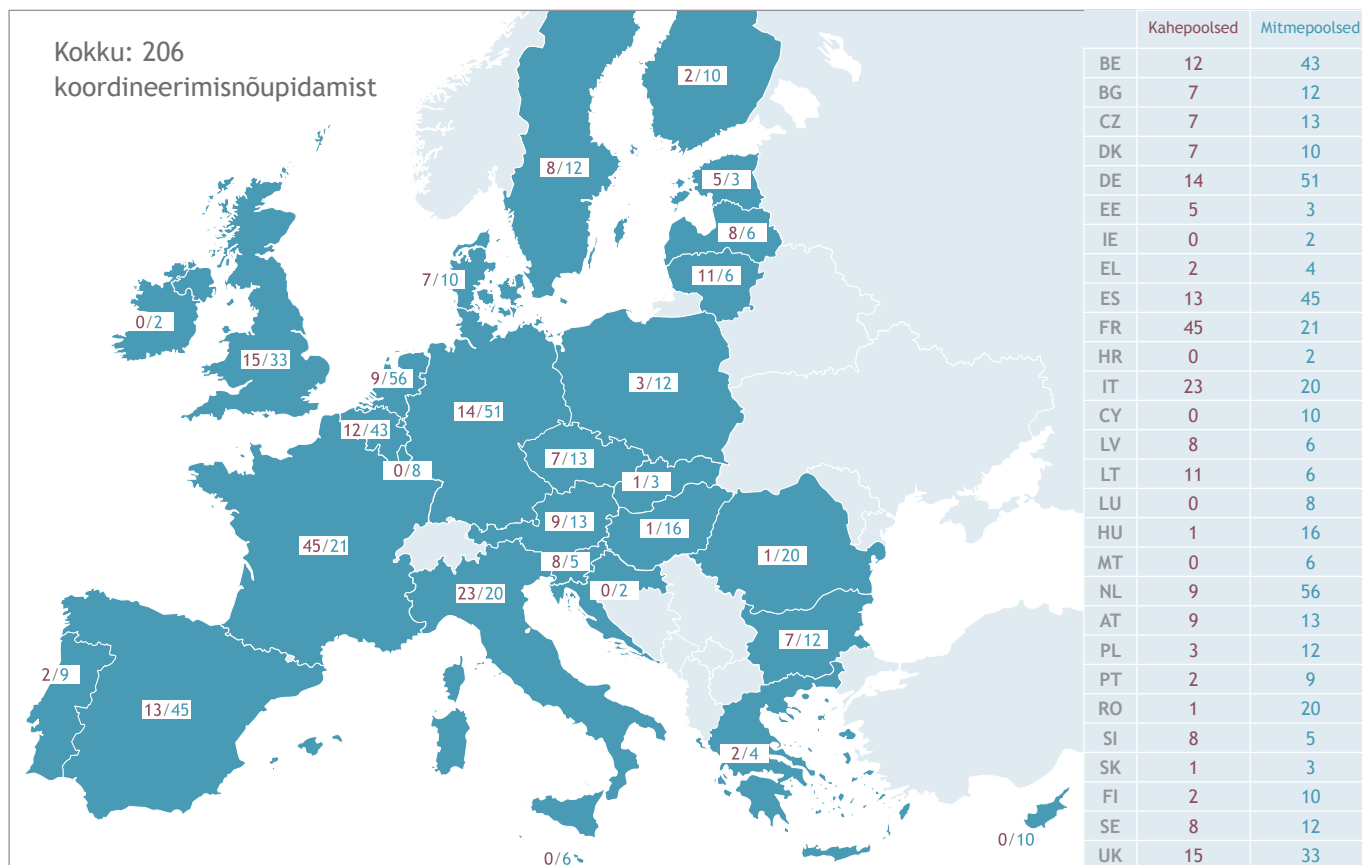 Kokku: 206
koordineerimisnõupidamist
2/10
8/12
5/3
8/6
11/6
7/10
0/2
15/33
9/56
3/12
14/51
12/43
7/13
0/8
1/3
9/13
1/16
45/21
1/20
8/5
0/2
23/20
7/12
2/9
13/45
2/4
0/10
0/6
Kahepoolsed Mitmepoolsed
BE 12 43
BG 7 12
CZ 7 13
DK 7 10
DE 14 51
EE 5 3
IE 0 2
EL 2 4
ES 13 45
FR 45 21
HR 0 2
IT 23 20
CY 0 10
LV 8 6
LT 11 6
LU 0 8
HU 1 16
MT 0 6
NL 9 56
AT 9 13
PL 3 12
PT 2 9
RO 1 20
SI 8 5
SK 1 3
FI 2 10
SE 8 12
UK 15 33